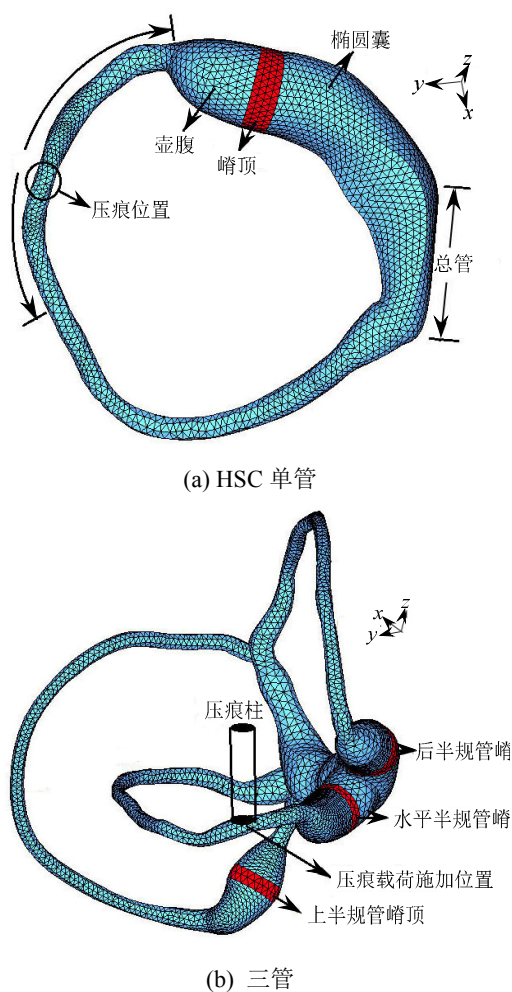 椭圆囊
z
y
x
壶腹
嵴顶
压痕位置
总管
(a) HSC 单管
x
z
y
压痕柱
后半规管嵴
水平半规管嵴
压痕载荷施加位置
上半规管嵴顶
(b) 三管